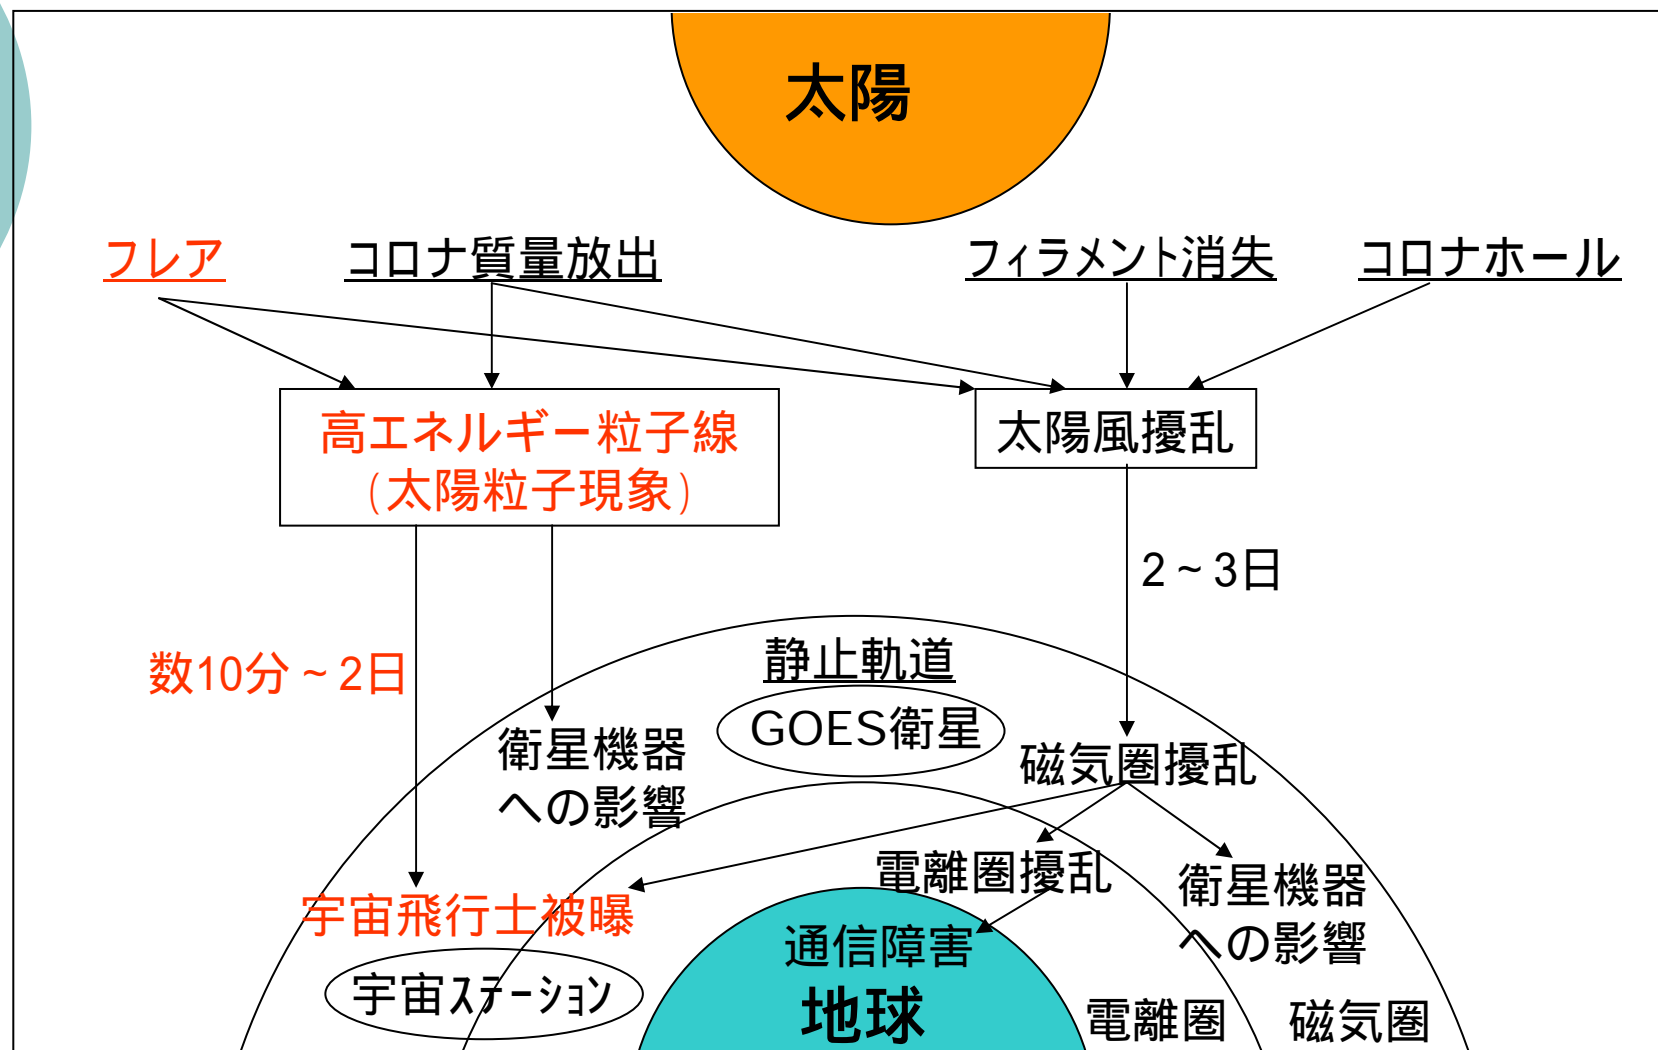 太陽
フレア
コロナ質量放出
フィラメント消失
コロナホール
高エネルギー粒子線
(太陽粒子現象)
太陽風擾乱
2~3日
数10分~2日
静止軌道
GOES衛星
衛星機器
への影響
磁気圏擾乱
電離圏擾乱
衛星機器
への影響
宇宙飛行士被曝
通信障害
宇宙ステーション
地球
電離圏
磁気圏